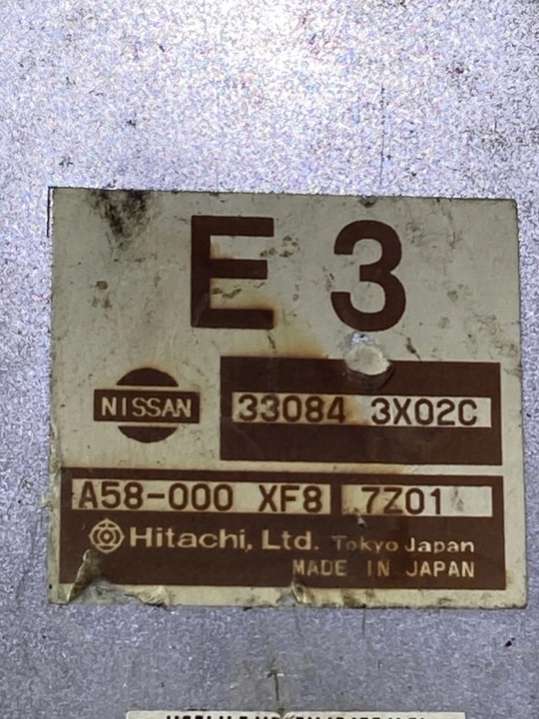 E 3
NISSAN
33084 3X02C
A58-000 XF8 7Z01
Hitachi, Ltd. Tokyo Japan
MADE IN JAPAN